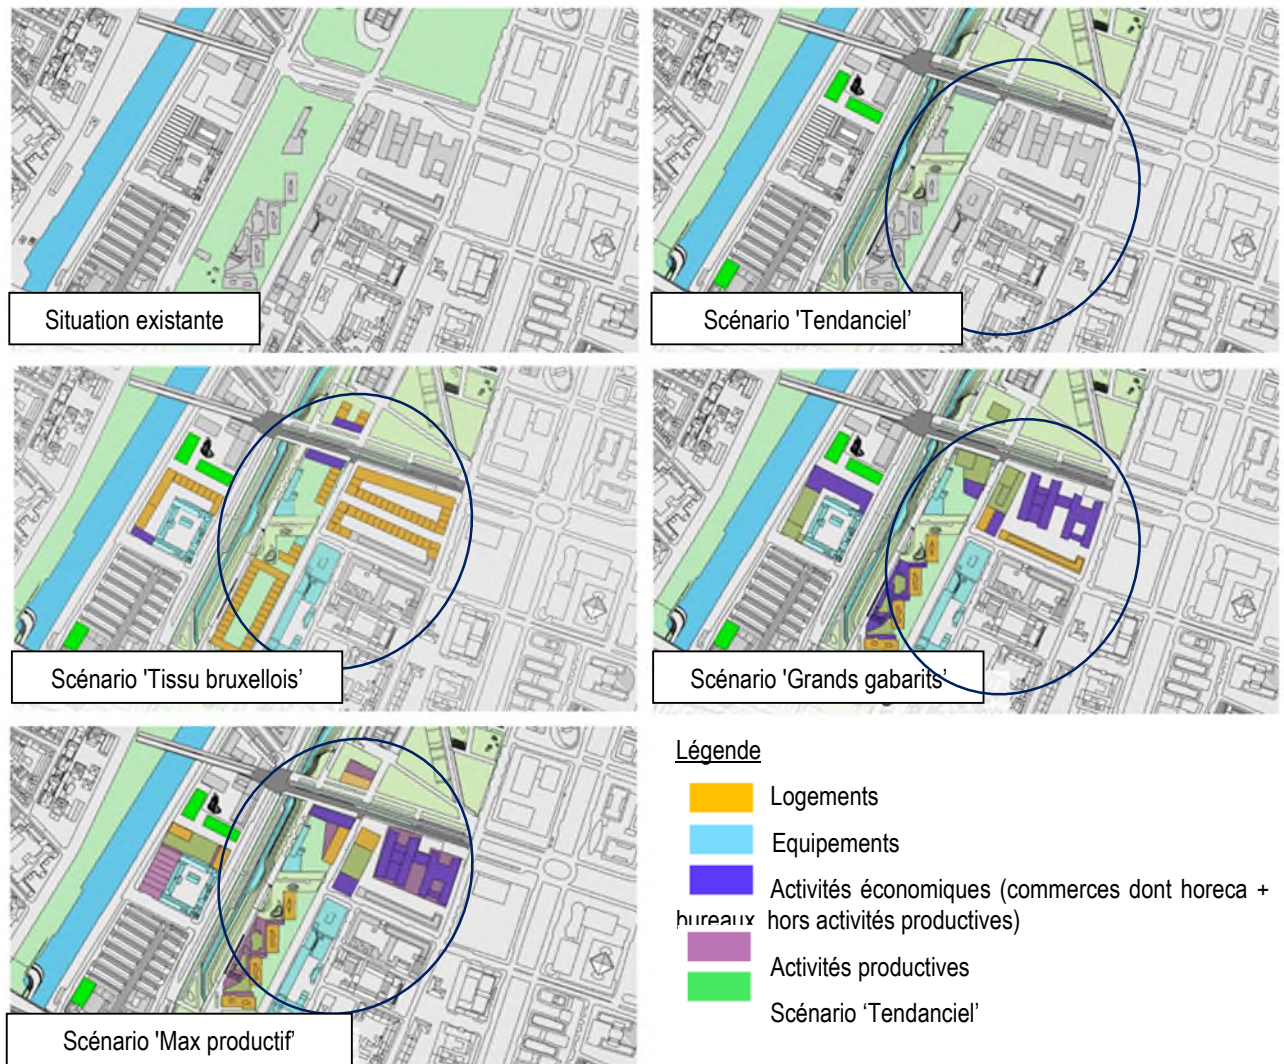 Situation existante
Scénario 'Tendanciel’
Scénario 'Tissu bruxellois’
Scénario 'Grands gabarits’
Scénario 'Max productif’
Légende
Logements
Equipements
Activités économiques (commerces dont horeca +
bureaux hors activités productives)
Activités productives
Scénario ‘Tendanciel’